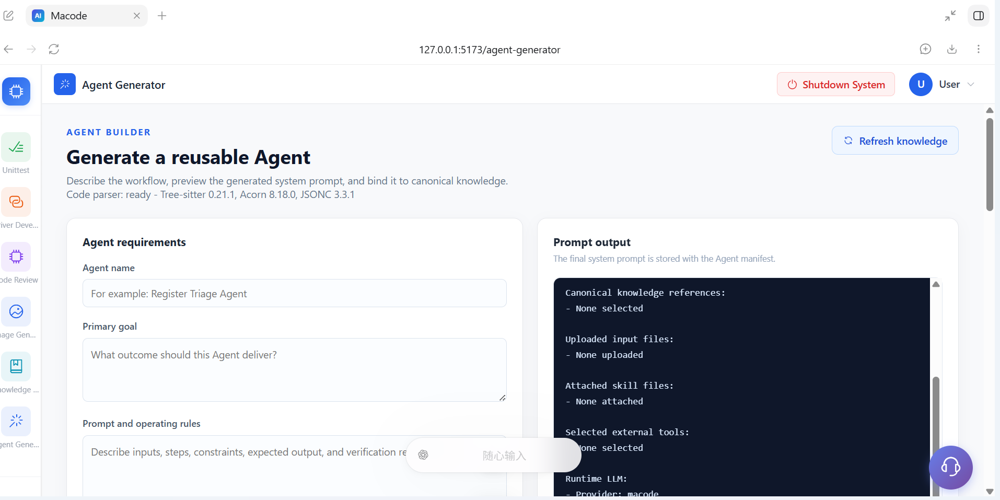 AI Macode
127.0.0.1:5173/agent-generator
Agent Generator
Shutdown System
U User
AGENT BUILDER
Refresh knowledge
Generate a reusable Agent
Describe the workflow, preview the generated system prompt, and bind it to canonical knowledge.
Code parser: ready - Tree-sitter 0.21.1, Acorn 8.18.0, JSONC 3.3.1
Unittest
iver Deve...
ode Review
age Gen...
nowledge ...
gent Gene...
Agent requirements
Agent name
For example: Register Triage Agent
Primary goal
What outcome should this Agent deliver?
Prompt and operating rules
Describe inputs, steps, constraints, expected output, and verification re
随心输入
Prompt output
The final system prompt is stored with the Agent manifest.
Canonical knowledge references:
- None selected
Uploaded input files:
- None uploaded
Attached skill files:
- None attached
Selected external tools:
None selected
Runtime LLM:
- Provider: macode